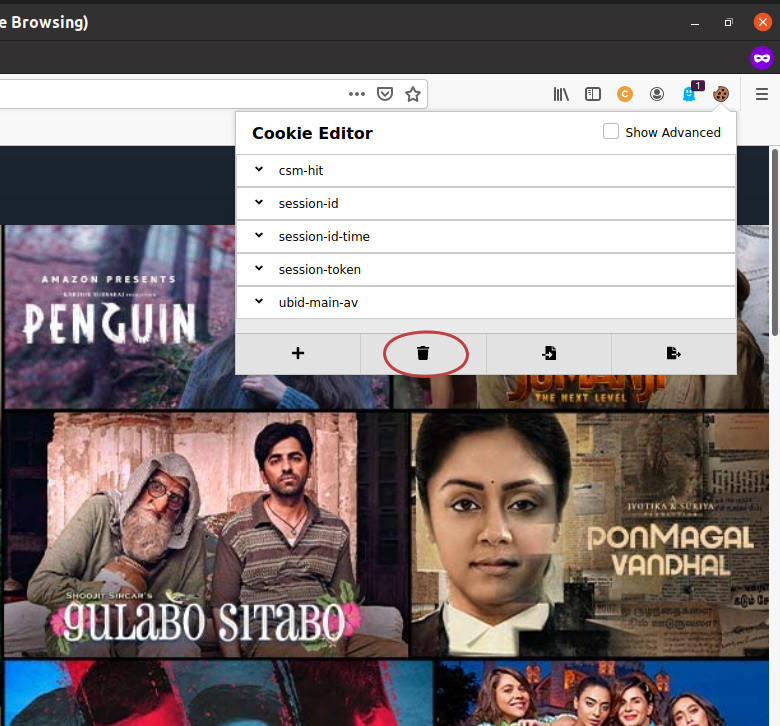 e Browsing)
1
C
Cookie Editor
Show Advanced
csm-hit
session-id
session-id-time
session-token
ubid-main-av
AMAZON PRESENTS
PENGUIN
JUMANJI
THE NEXT LEVEL
SHOOJIT SIRCAR'S
GULABO SITABO
A
JYOTIKA & SURIYA
PONMAGAL
VANDHAL